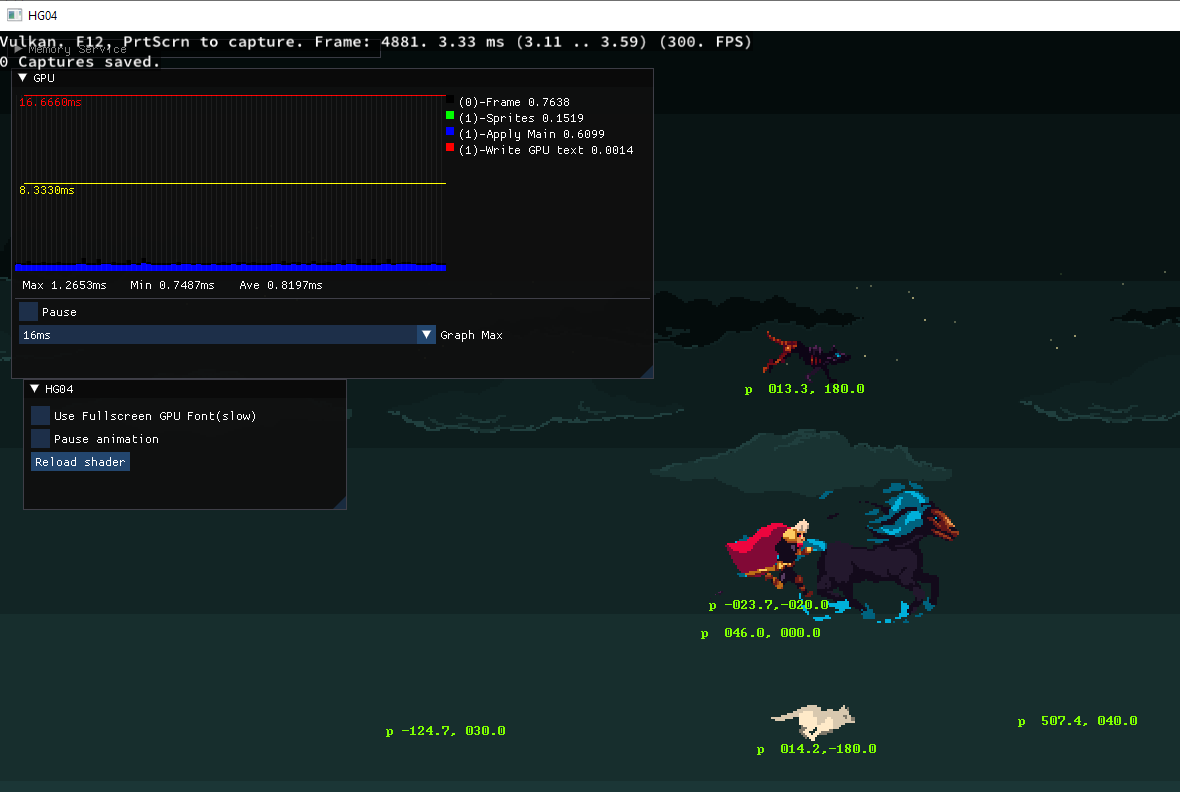 HG04
Vulkan. F12, PrtScrn to capture. Frame: 4881. 3.33 ms (3.11 .. 3.59) (300. FPS)
Memory Service
0 Captures saved.
GPU
16.6660ms
(0)-Frame 0.7638
(1)-Sprites 0.1519
(1)-Apply Main 0.6099
(1)-Write GPU text 0.0014
8.3330ms
Max 1.2653ms Min 0.7487ms Ave 0.8197ms
Pause
16ms Graph Max
HG04
Use Fullscreen GPU Font(slow)
Pause animation
Reload shader
p 013.3, 180.0
p -023.7,-020.0
p 046.0, 000.0
p -124.7, 030.0
p 507.4, 040.0
p 014.2,-180.0